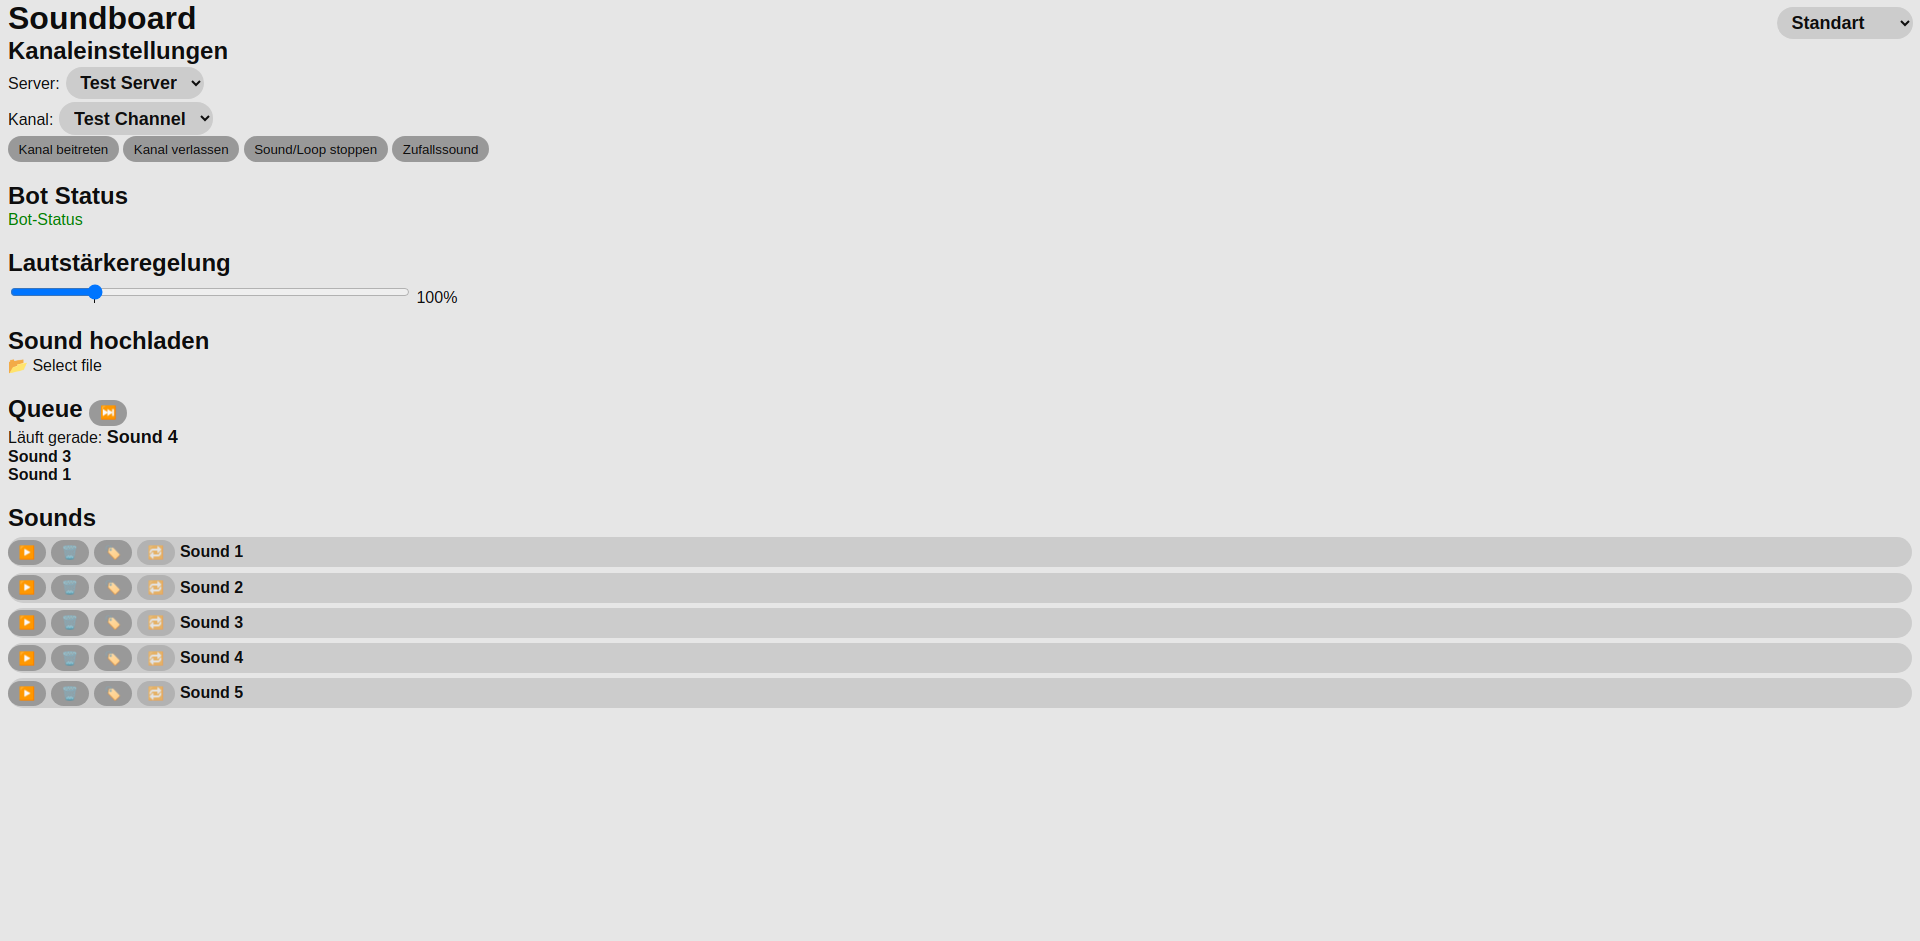 Soundboard
Standart
Kanaleinstellungen
Server: Test Server
Kanal: Test Channel
Kanal beitreten Kanal verlassen Sound/Loop stoppen Zufallssound
Bot Status
Bot-Status
Lautstärkeregelung
100%
Sound hochladen
📂 Select file
Queue ⏭️
Läuft gerade: Sound 4
Sound 3
Sound 1
Sounds
▶️ 🗑️ 🏷️ 🔁 Sound 1
▶️ 🗑️ 🏷️ 🔁 Sound 2
▶️ 🗑️ 🏷️ 🔁 Sound 3
▶️ 🗑️ 🏷️ 🔁 Sound 4
▶️ 🗑️ 🏷️ 🔁 Sound 5